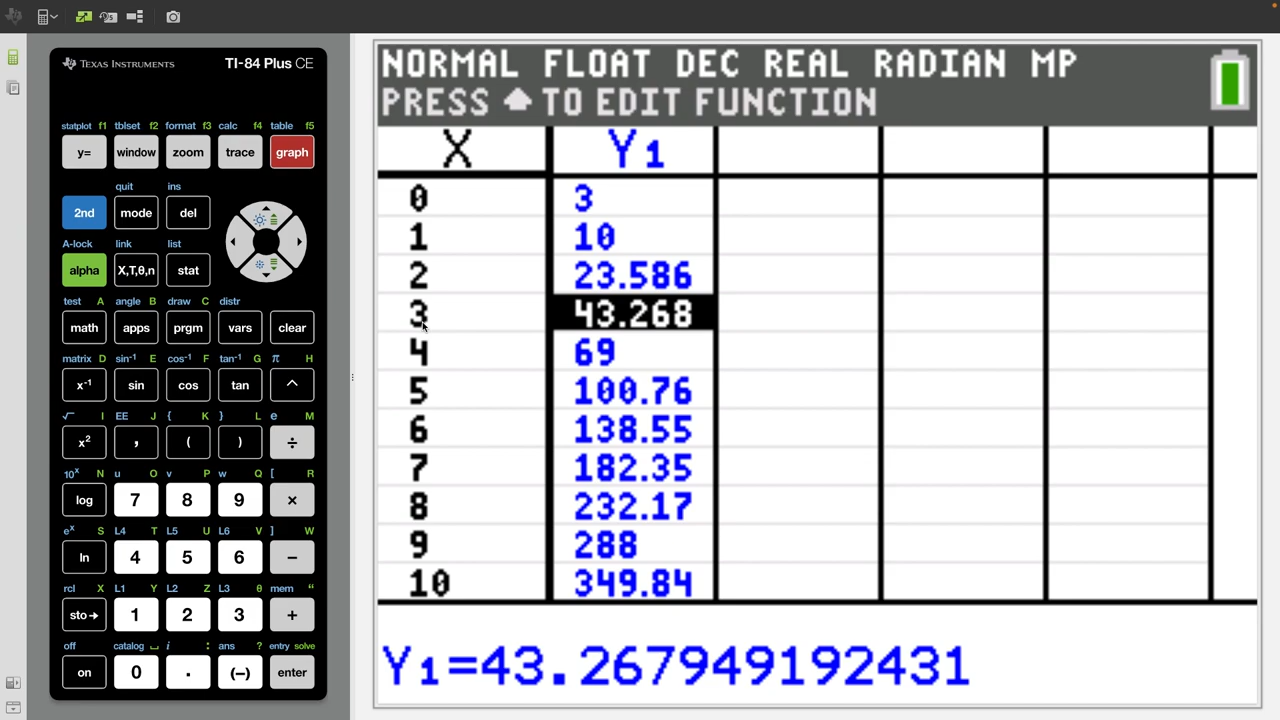 TEXAS INSTRUMENTS TI-84 Plus CE
statplot f1 tblset f2 format f3 calc f4 table f5
y= window zoom trace graph
quit ins
2nd mode del
A-lock link list
alpha X,T,θ,n stat
test A angle B draw C distr
math apps prgm vars clear
matrix D sin⁻¹ E cos⁻¹ F tan⁻¹ G π H
x⁻¹ sin cos tan ^
√ I EE J { K } L e M
x² , ( ) ÷
10ˣ N u O v P w Q [ R
log 7 8 9 ×
eˣ S L4 T L5 U L6 V ] W
ln 4 5 6 −
rcl X L1 Y L2 Z L3 θ mem "
sto→ 1 2 3 +
off catalog ⎵ i : ans ? entry solve
on 0 . (−) enter
NORMAL FLOAT DEC REAL RADIAN MP
PRESS ↑ TO EDIT FUNCTION
X Y1
0 3
1 10
2 23.586
3 43.268
4 69
5 100.76
6 138.55
7 182.35
8 232.17
9 288
10 349.84
Y1=43.267949192431